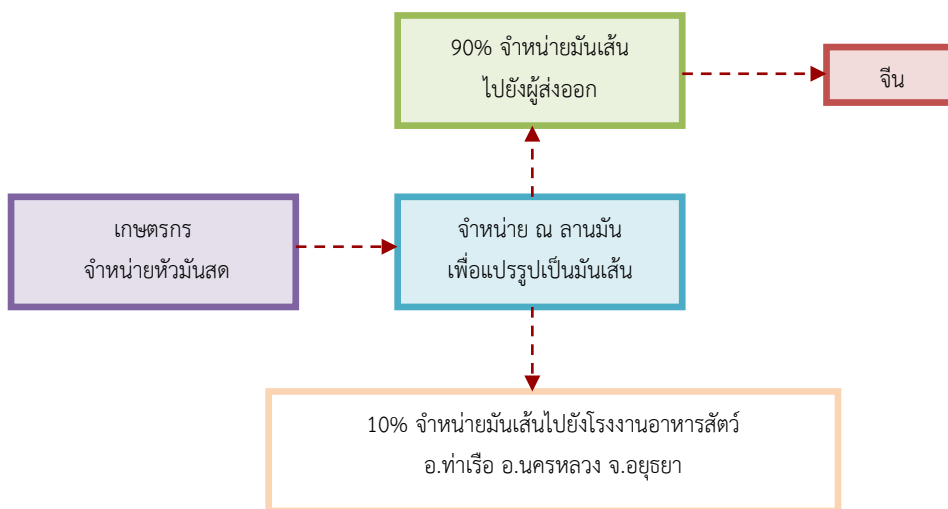 90% จำหน่ายมันเส้น
ไปยังผู้ส่งออก
จีน
เกษตรกร
จำหน่ายหัวมันสด
จำหน่าย ณ ลานมัน
เพื่อแปรรูปเป็นมันเส้น
10% จำหน่ายมันเส้นไปยังโรงงานอาหารสัตว์
อ.ท่าเรือ อ.นครหลวง จ.อยุธยา